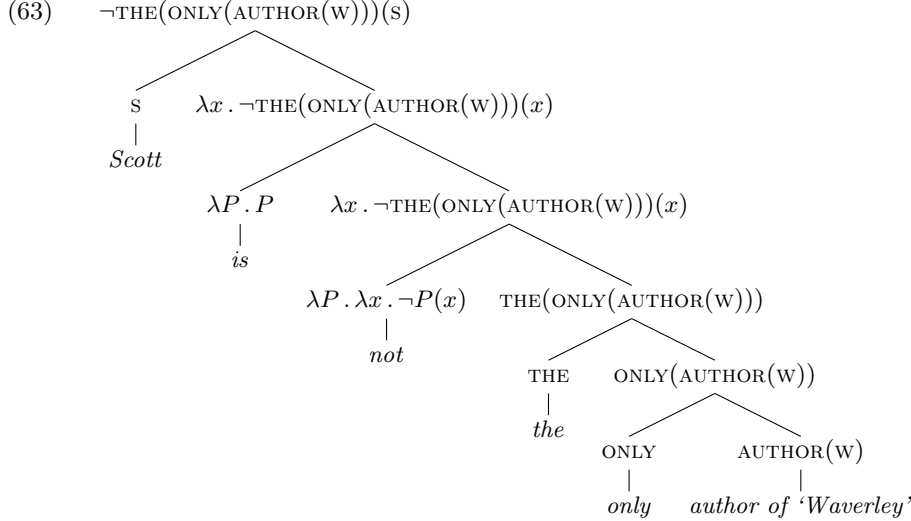 (63) ¬THE(ONLY(AUTHOR(W)))(S)
S λx . ¬THE(ONLY(AUTHOR(W)))(x)
Scott
λP . P λx . ¬THE(ONLY(AUTHOR(W)))(x)
is
λP . λx . ¬P(x) THE(ONLY(AUTHOR(W)))
not
THE ONLY(AUTHOR(W))
the
ONLY AUTHOR(W)
only author of ‘Waverley’